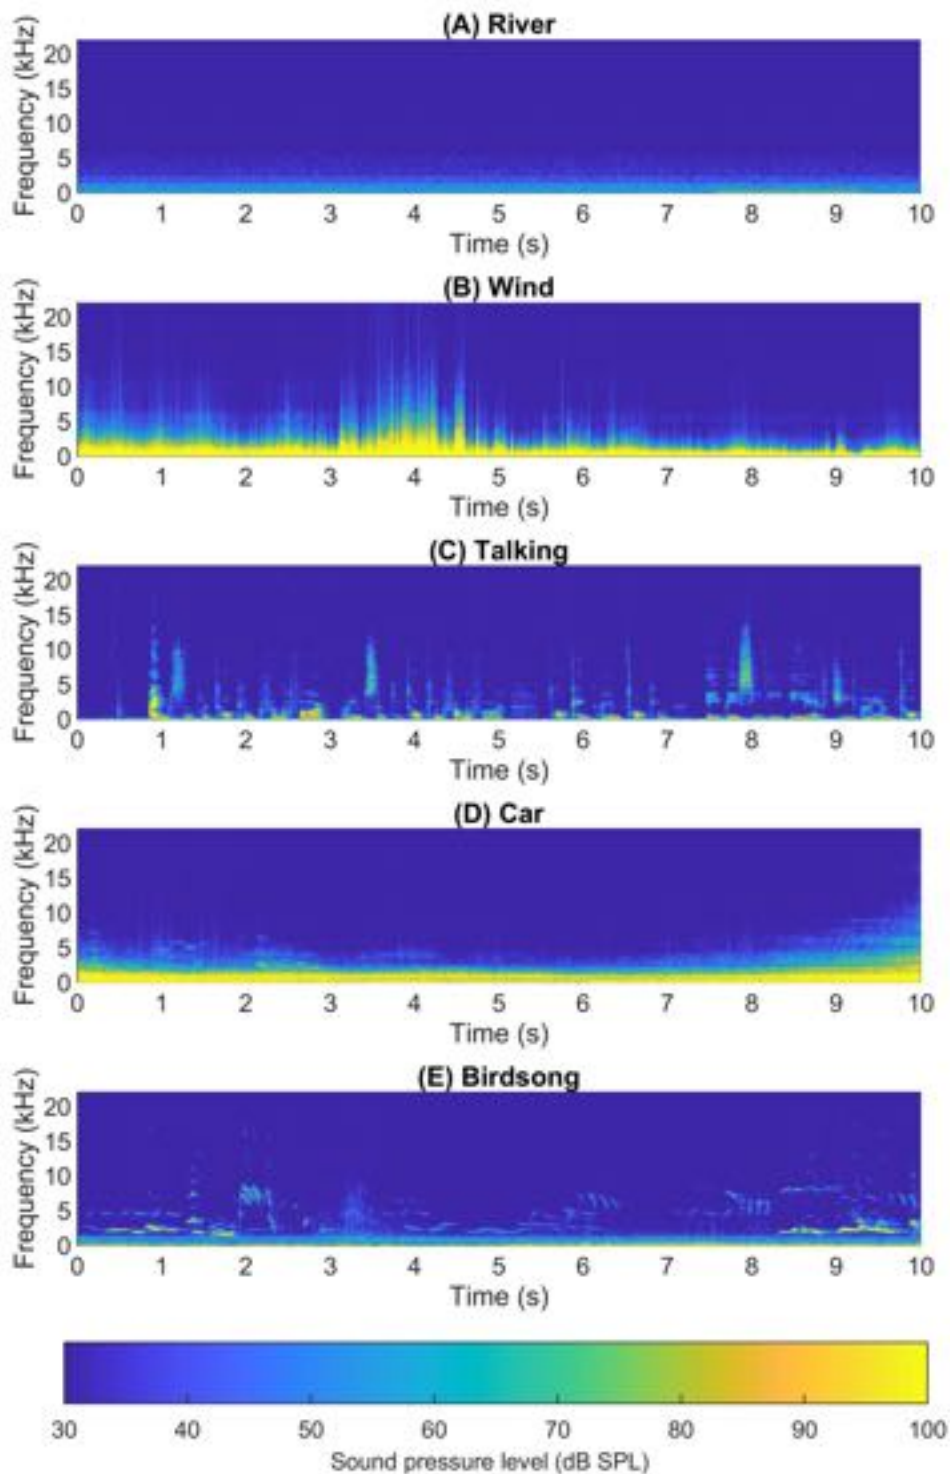 (A) River
Frequency (kHz)
20
15
10
5
0
0 1 2 3 4 5 6 7 8 9 10
Time (s)
(B) Wind
Frequency (kHz)
20
15
10
5
0
0 1 2 3 4 5 6 7 8 9 10
Time (s)
(C) Talking
Frequency (kHz)
20
15
10
5
0
0 1 2 3 4 5 6 7 8 9 10
Time (s)
(D) Car
Frequency (kHz)
20
15
10
5
0
0 1 2 3 4 5 6 7 8 9 10
Time (s)
(E) Birdsong
Frequency (kHz)
20
15
10
5
0
0 1 2 3 4 5 6 7 8 9 10
Time (s)
30 40 50 60 70 80 90 100
Sound pressure level (dB SPL)